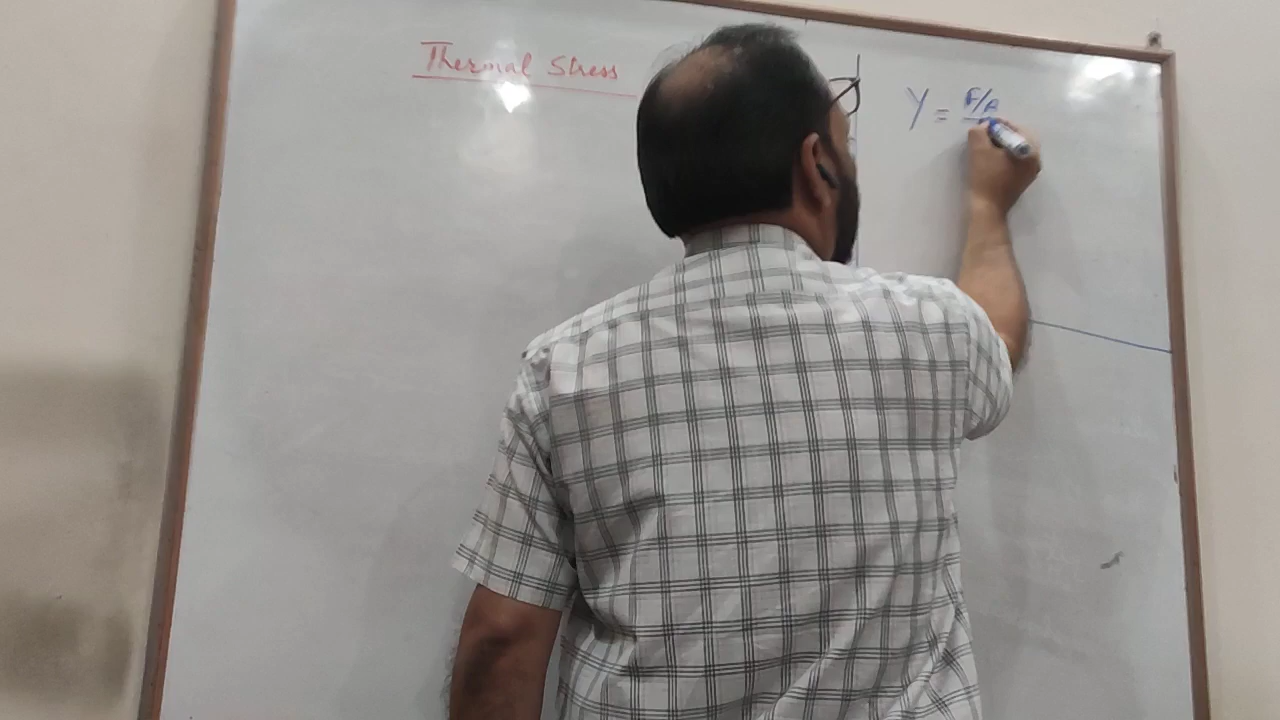 Thermal Stress
Y = F/A